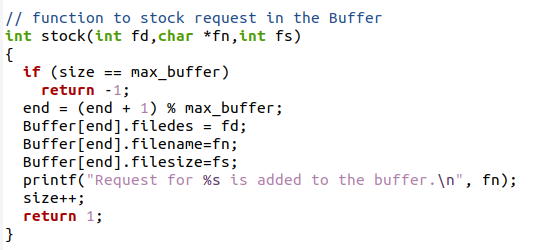 // function to stock request in the Buffer
int stock(int fd,char *fn,int fs)
{
  if (size == max_buffer)
    return -1;
  end = (end + 1) % max_buffer;
  Buffer[end].filedes = fd;
  Buffer[end].filename=fn;
  Buffer[end].filesize=fs;
  printf("Request for %s is added to the buffer.\n", fn);
  size++;
  return 1;
}